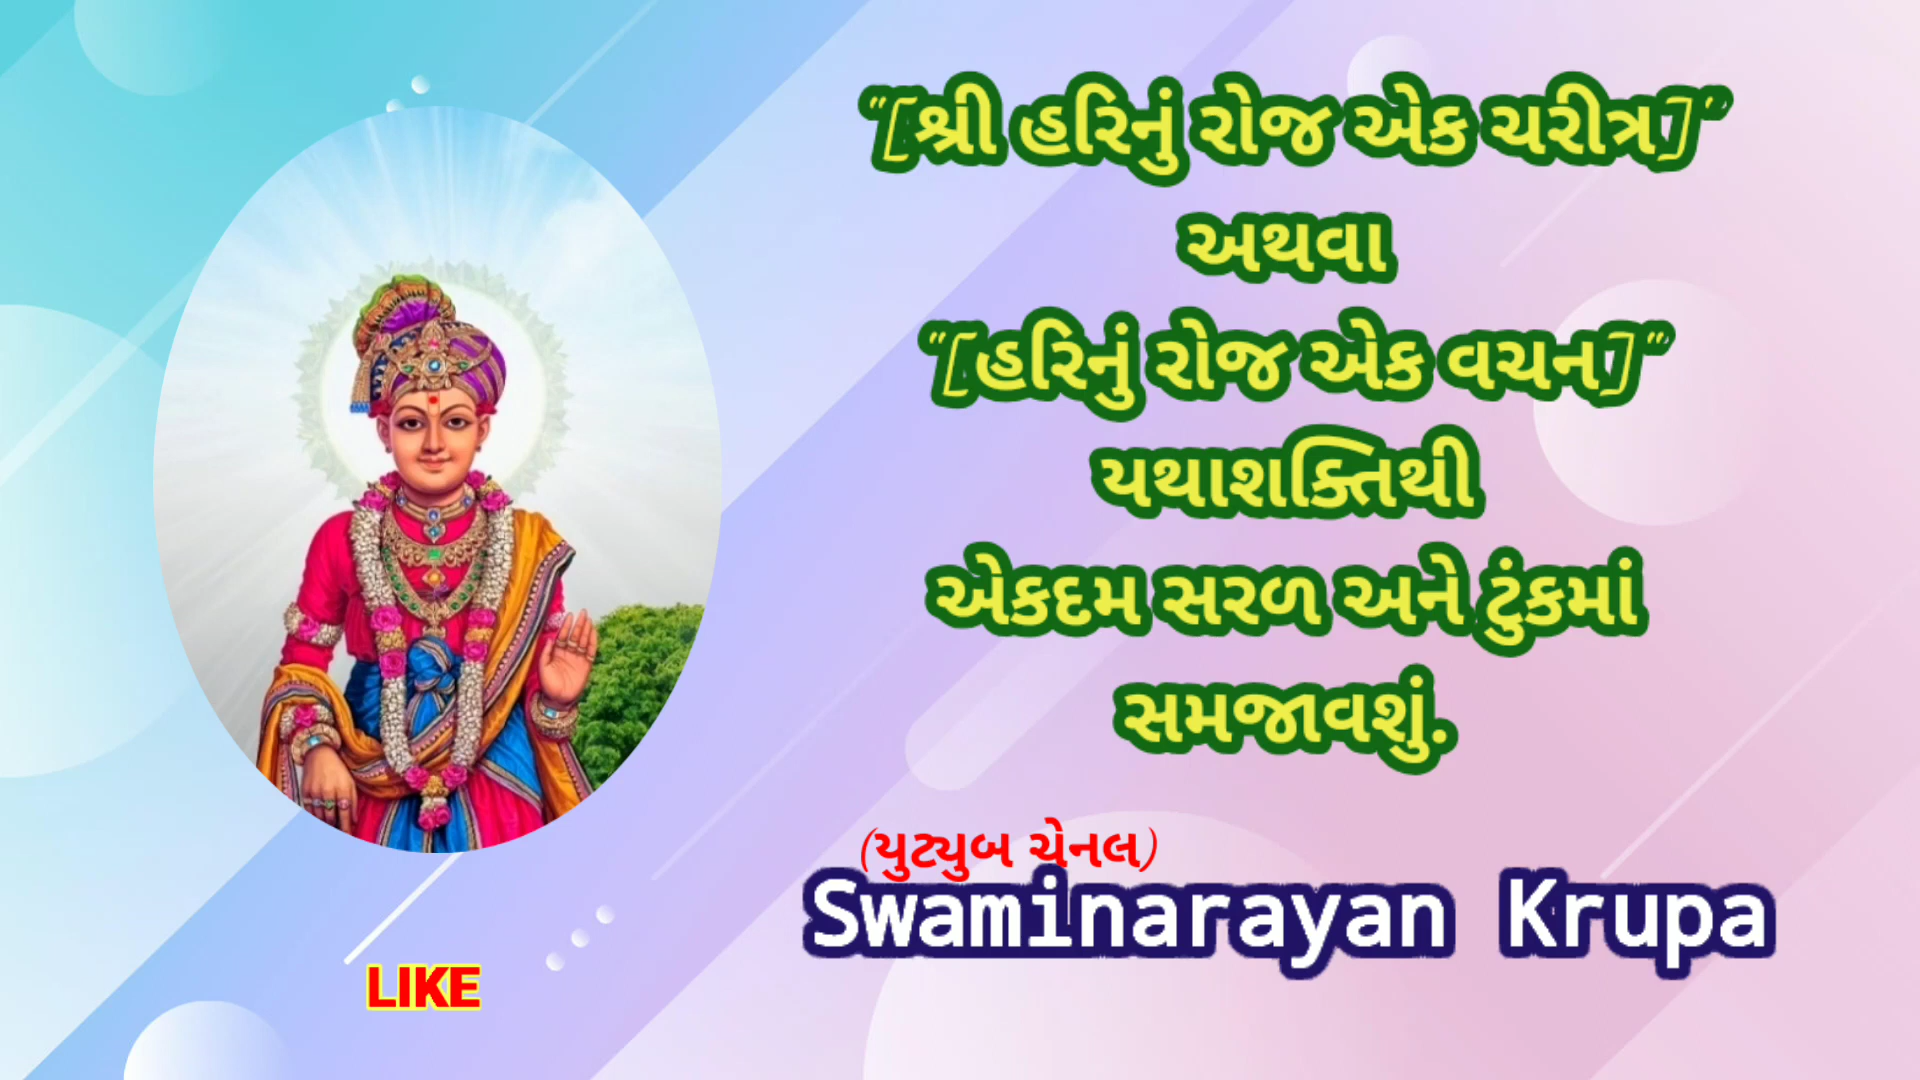 "[શ્રી હરિનું રોજ એક ચરીત્ર]"
અથવા
"[હરિનું રોજ એક વચન]"
યથાશક્તિથી
એકદમ સરળ અને ટુંકમાં
સમજાવશું.
(યુટ્યુબ ચેનલ)
Swaminarayan Krupa
LIKE